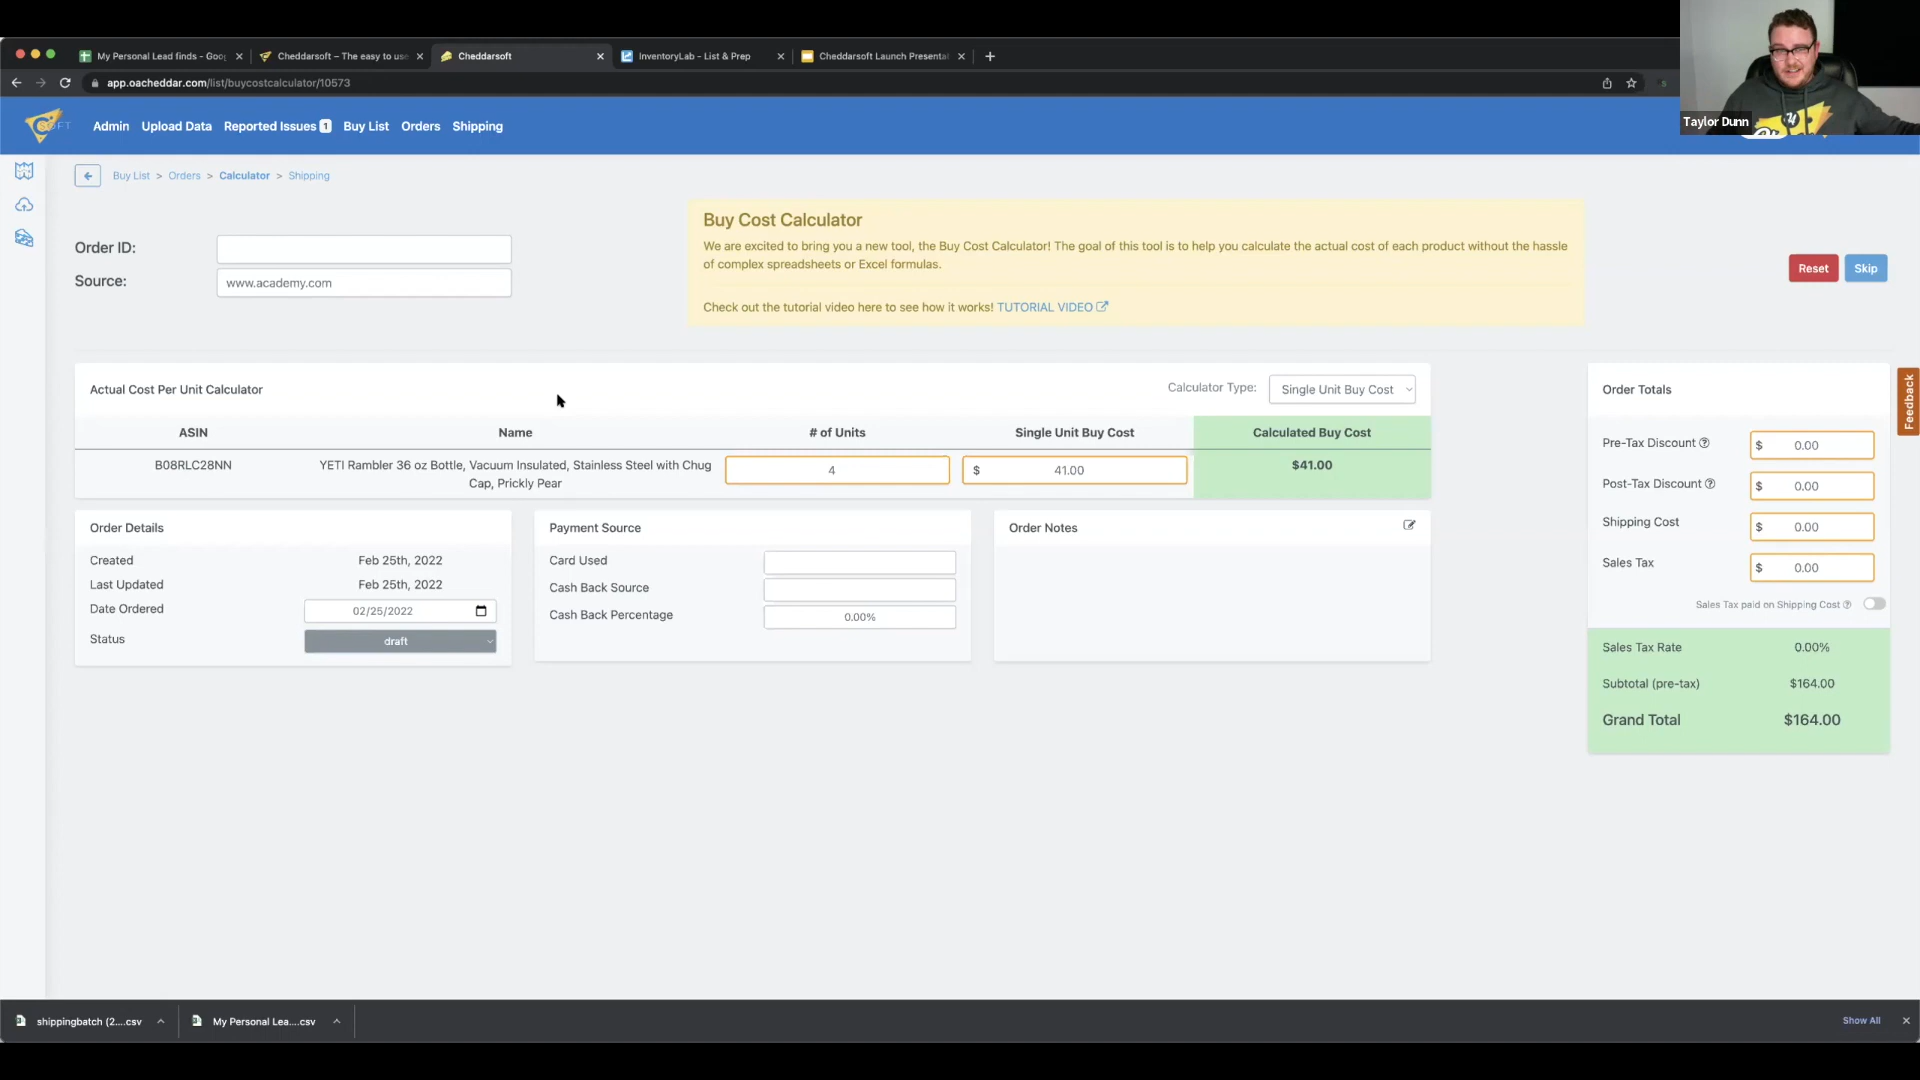 My Personal Lead finds - Goog
Cheddarsoft – The easy to use
Cheddarsoft
InventoryLab - List & Prep
Cheddarsoft Launch Presentat
app.oacheddar.com/list/buycostcalculator/10573
Taylor Dunn
Admin
Upload Data
Reported Issues 1
Buy List
Orders
Shipping
Buy List > Orders > Calculator > Shipping
Order ID:
Source:
www.academy.com
Buy Cost Calculator
We are excited to bring you a new tool, the Buy Cost Calculator! The goal of this tool is to help you calculate the actual cost of each product without the hassle
of complex spreadsheets or Excel formulas.
Check out the tutorial video here to see how it works! TUTORIAL VIDEO
Reset
Skip
Actual Cost Per Unit Calculator
Calculator Type:
Single Unit Buy Cost
ASIN
Name
# of Units
Single Unit Buy Cost
Calculated Buy Cost
B08RLC28NN
YETI Rambler 36 oz Bottle, Vacuum Insulated, Stainless Steel with Chug
Cap, Prickly Pear
4
$ 41.00
$41.00
Order Details
Created
Feb 25th, 2022
Last Updated
Feb 25th, 2022
Date Ordered
02/25/2022
Status
draft
Payment Source
Card Used
Cash Back Source
Cash Back Percentage
0.00%
Order Notes
Order Totals
Pre-Tax Discount
$ 0.00
Post-Tax Discount
$ 0.00
Shipping Cost
$ 0.00
Sales Tax
$ 0.00
Sales Tax paid on Shipping Cost
Sales Tax Rate
0.00%
Subtotal (pre-tax)
$164.00
Grand Total
$164.00
Feedback
shippingbatch (2....csv
My Personal Lea....csv
Show All